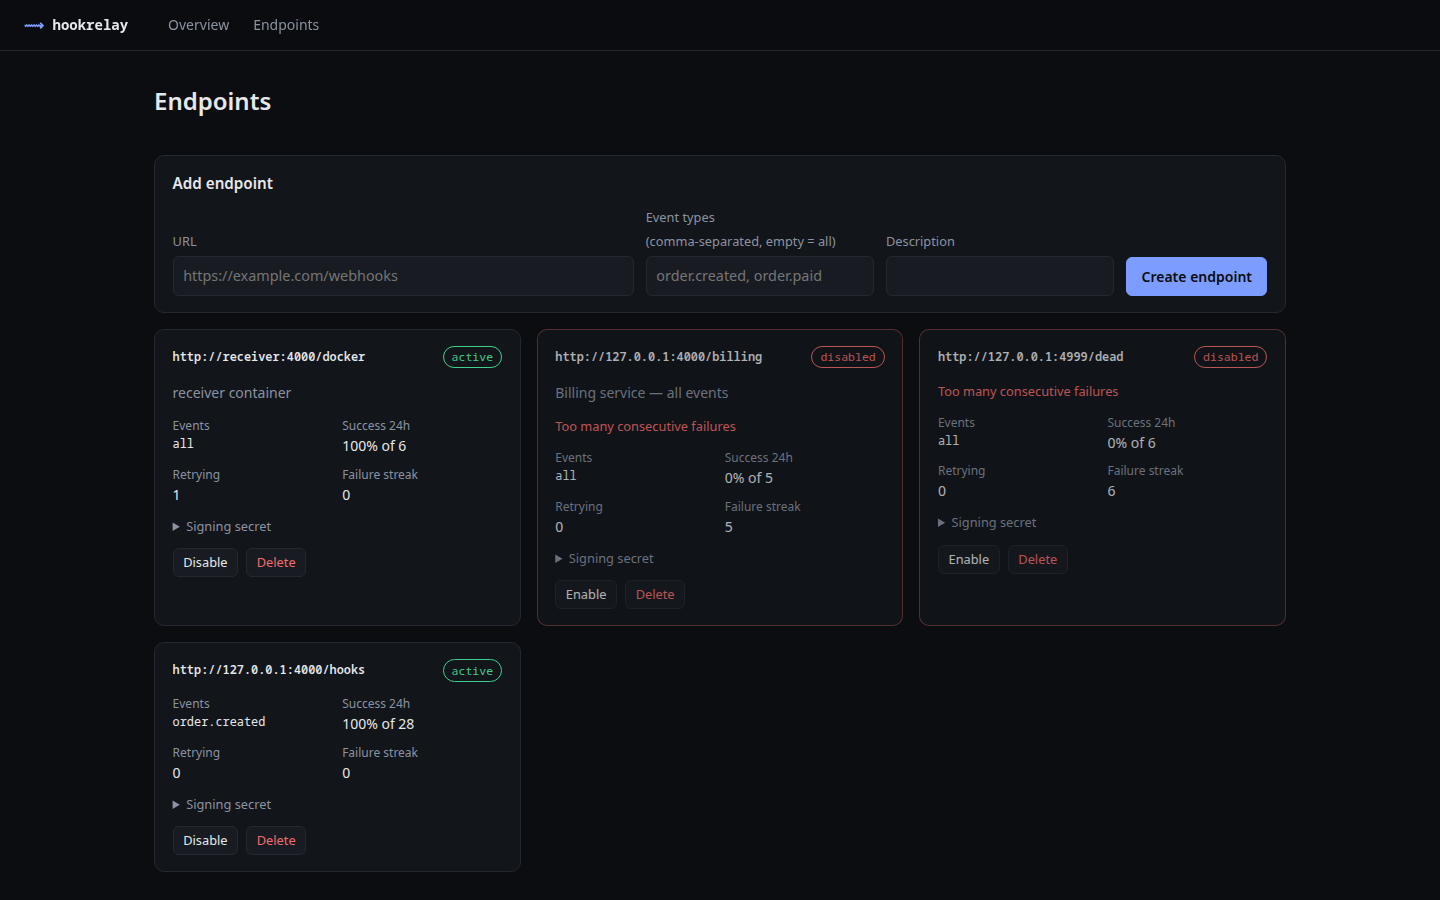 hookrelay Overview Endpoints
Endpoints
Add endpoint
URL
Event types
(comma-separated, empty = all)
Description
https://example.com/webhooks
order.created, order.paid
Create endpoint
http://receiver:4000/docker active
receiver container
Events Success 24h
all 100% of 6
Retrying Failure streak
1 0
▶ Signing secret
Disable Delete
http://127.0.0.1:4000/billing disabled
Billing service — all events
Too many consecutive failures
Events Success 24h
all 0% of 5
Retrying Failure streak
0 5
▶ Signing secret
Enable Delete
http://127.0.0.1:4999/dead disabled
Too many consecutive failures
Events Success 24h
all 0% of 6
Retrying Failure streak
0 6
▶ Signing secret
Enable Delete
http://127.0.0.1:4000/hooks active
Events Success 24h
order.created 100% of 28
Retrying Failure streak
0 0
▶ Signing secret
Disable Delete